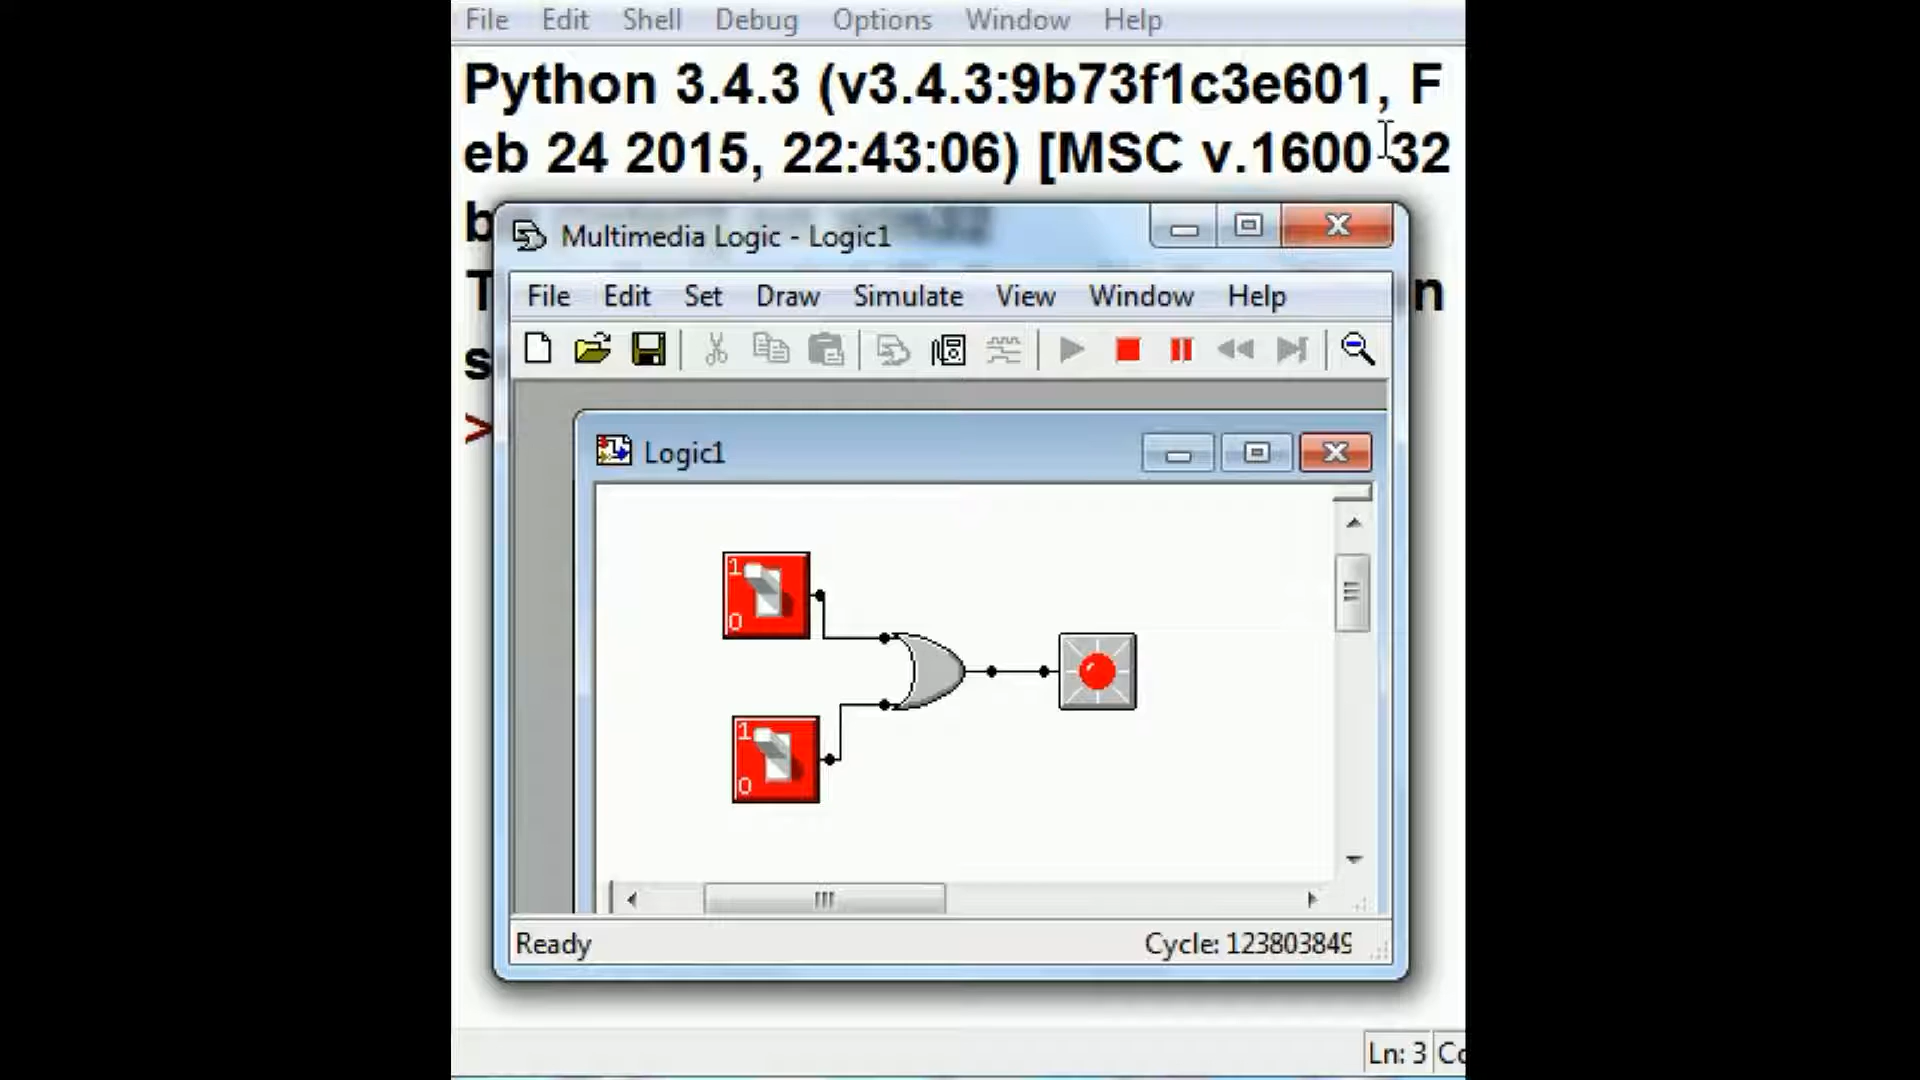 File Edit Shell Debug Options Window Help
Python 3.4.3 (v3.4.3:9b73f1c3e601, F
eb 24 2015, 22:43:06) [MSC v.1600 32
b
Multimedia Logic - Logic1
T
File Edit Set Draw Simulate View Window Help
n
s
>
Logic1
1
0
1
0
Ready Cycle: 123803849
Ln: 3 Co